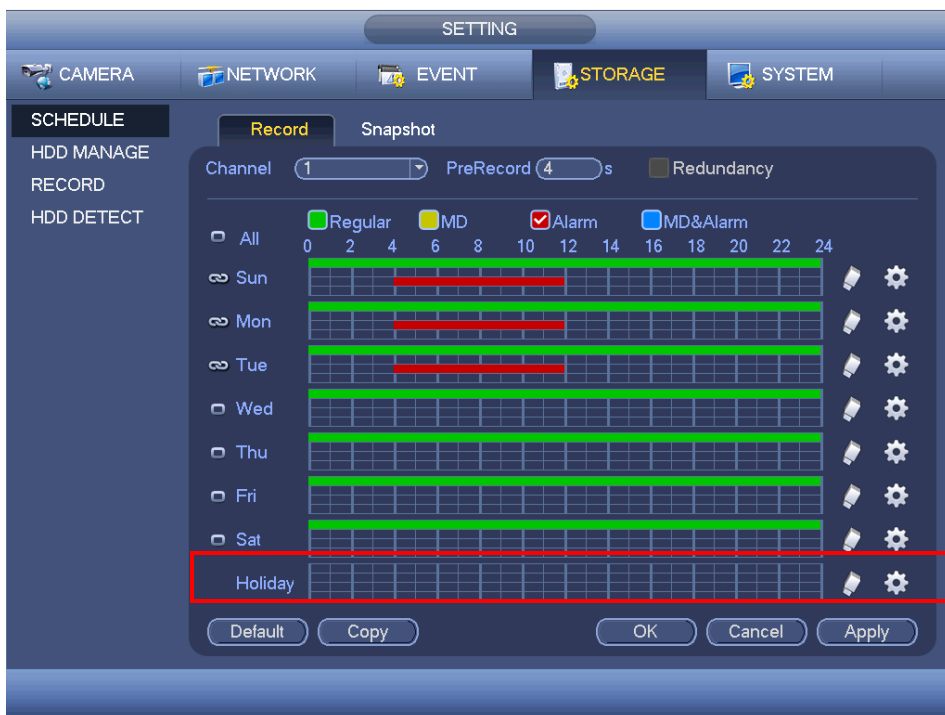 SETTING
CAMERA NETWORK EVENT STORAGE SYSTEM
SCHEDULE
HDD MANAGE
RECORD
HDD DETECT
Record Snapshot
Channel 1 PreRecord 4 s Redundancy
Regular MD Alarm MD&Alarm
All 0 2 4 6 8 10 12 14 16 18 20 22 24
Sun
Mon
Tue
Wed
Thu
Fri
Sat
Holiday
Default Copy OK Cancel Apply